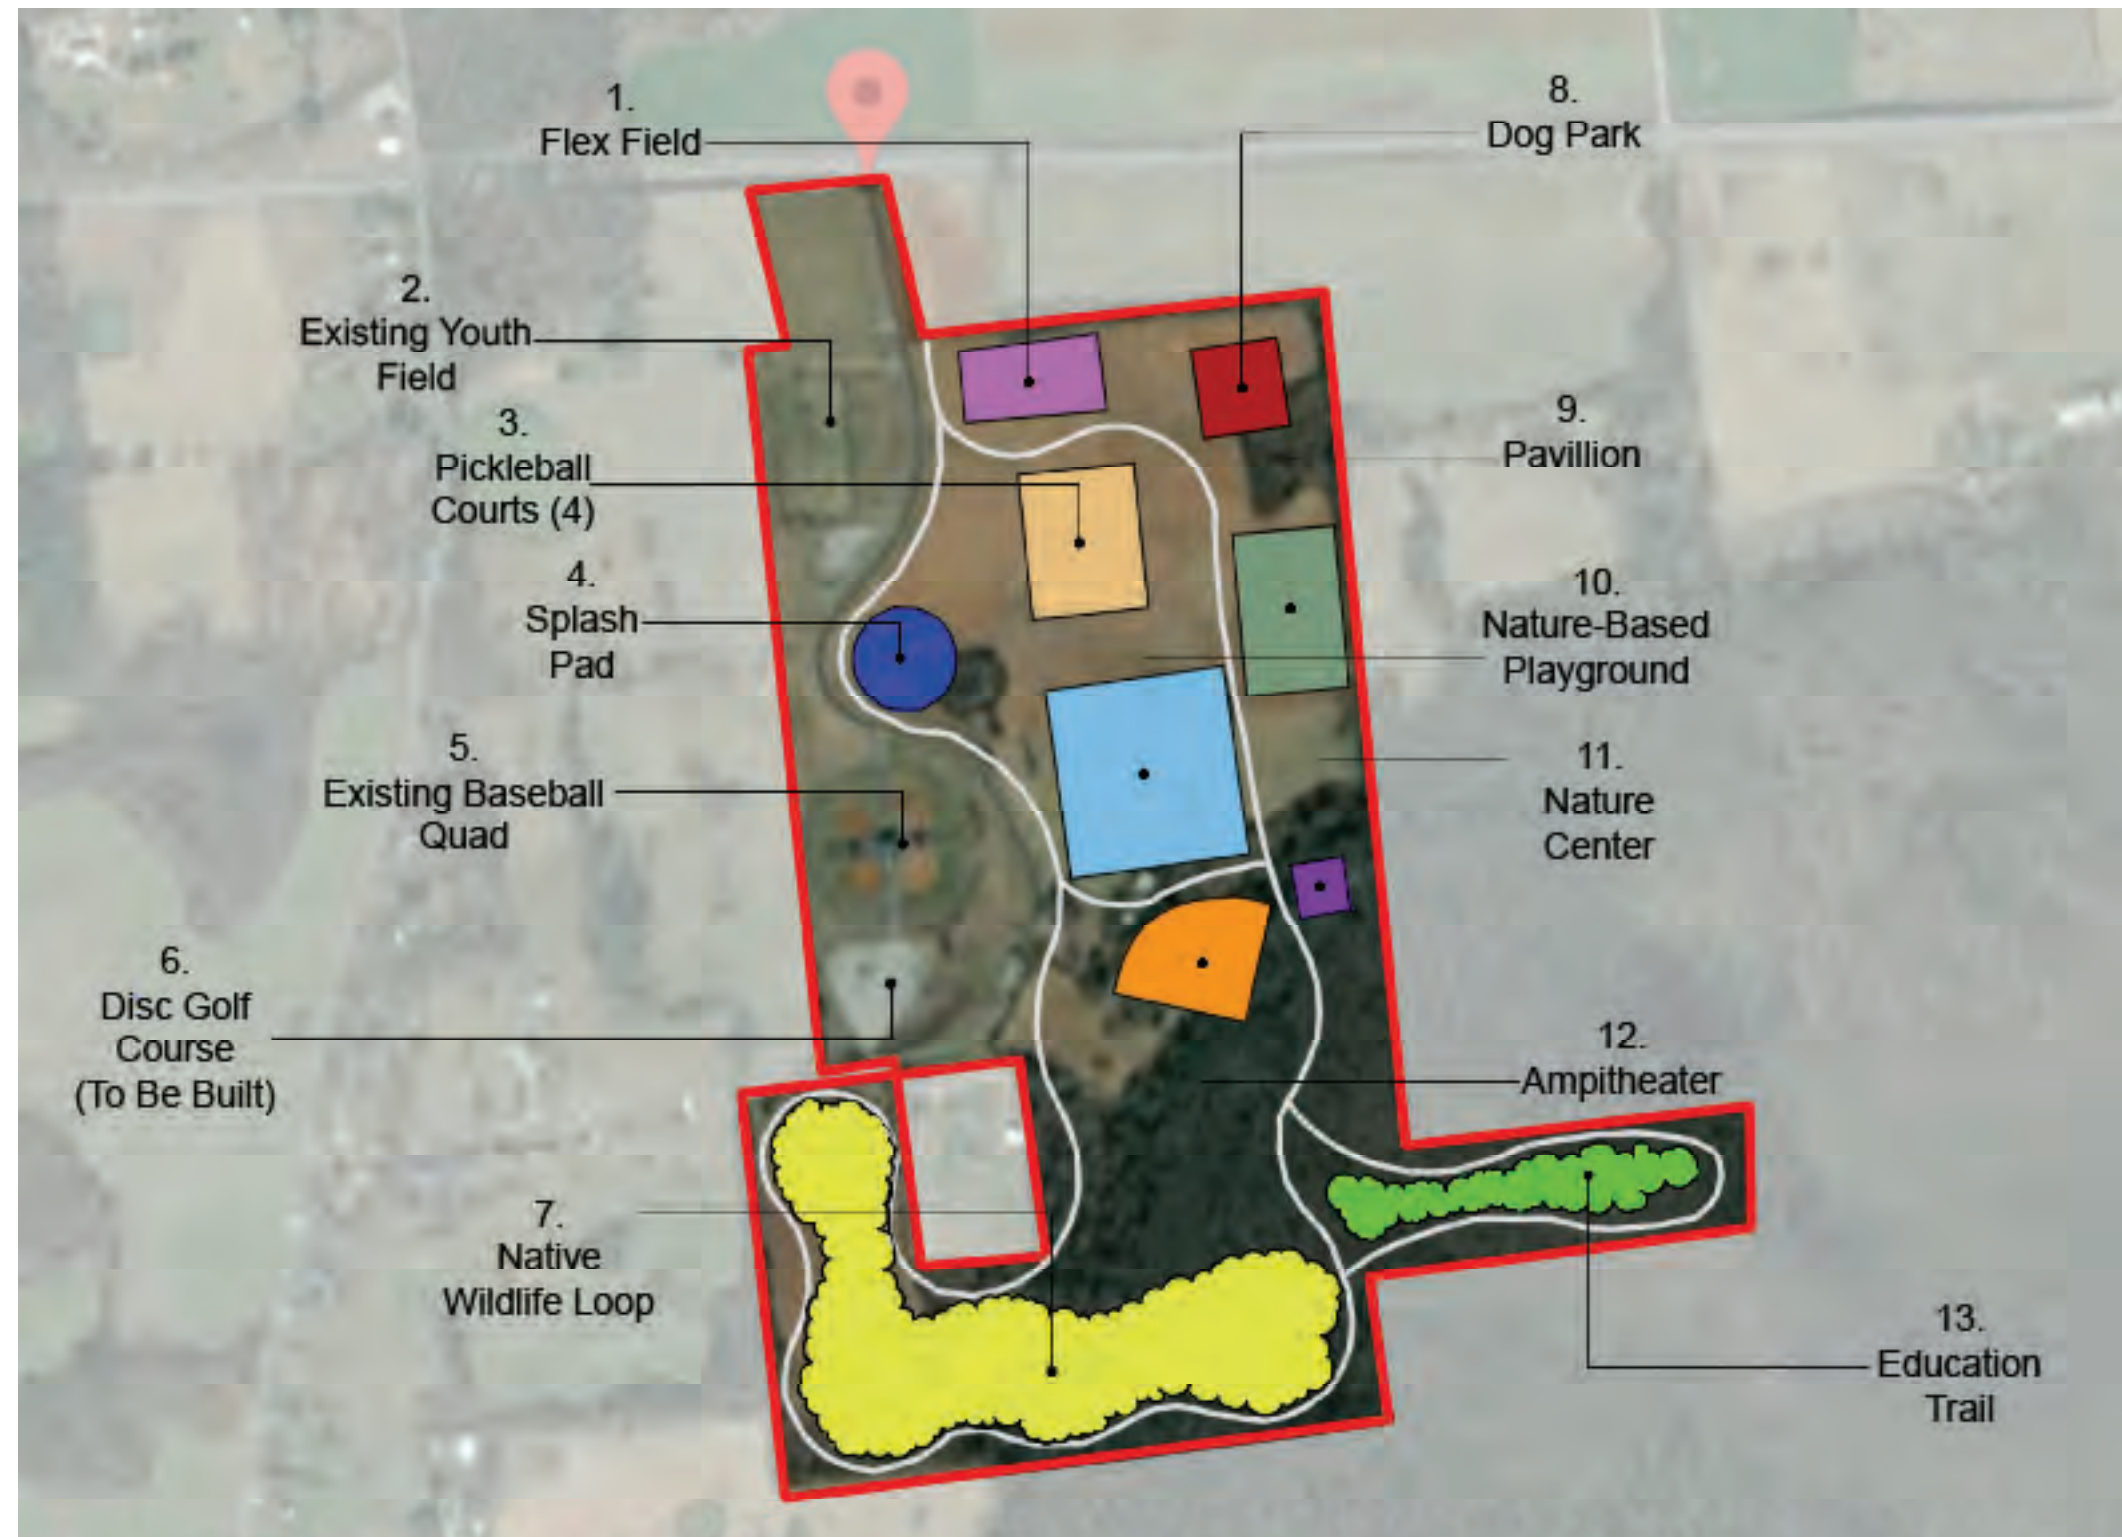 1.
Flex Field
2.
Existing Youth
Field
3.
Pickleball
Courts (4)
4.
Splash
Pad
5.
Existing Baseball
Quad
6.
Disc Golf
Course
(To Be Built)
7.
Native
Wildlife Loop
8.
Dog Park
9.
Pavillion
10.
Nature-Based
Playground
11.
Nature
Center
12.
Ampitheater
13.
Education
Trail